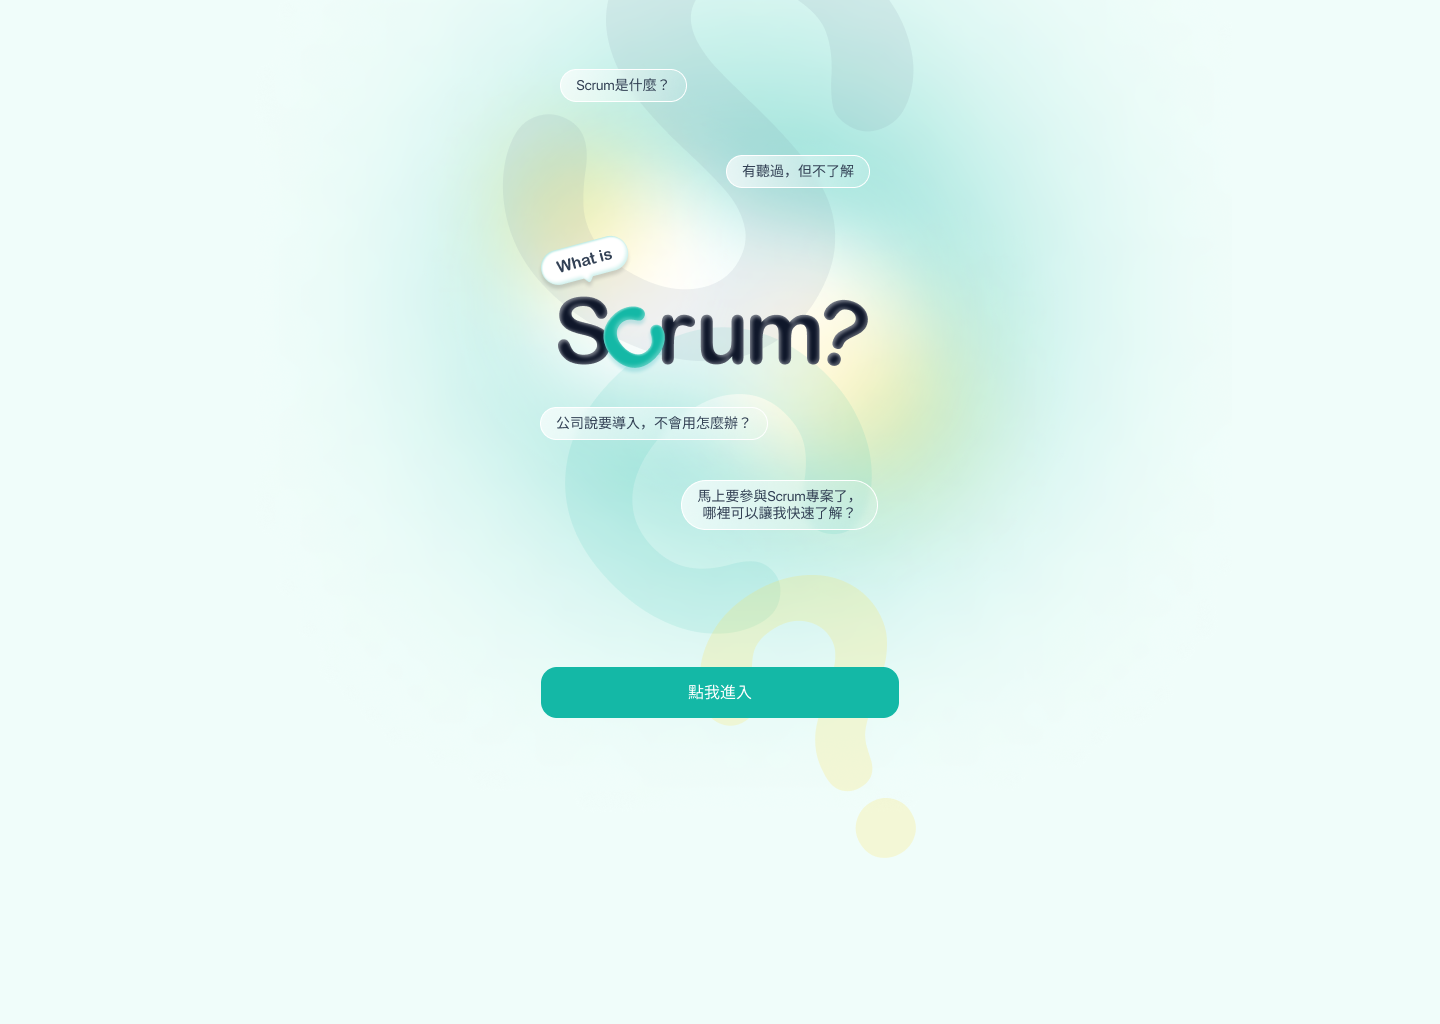 Scrum是什麼？
有聽過，但不了解
What is
Scrum?
公司說要導入，不會用怎麼辦？
馬上要參與Scrum專案了，
哪裡可以讓我快速了解？
點我進入